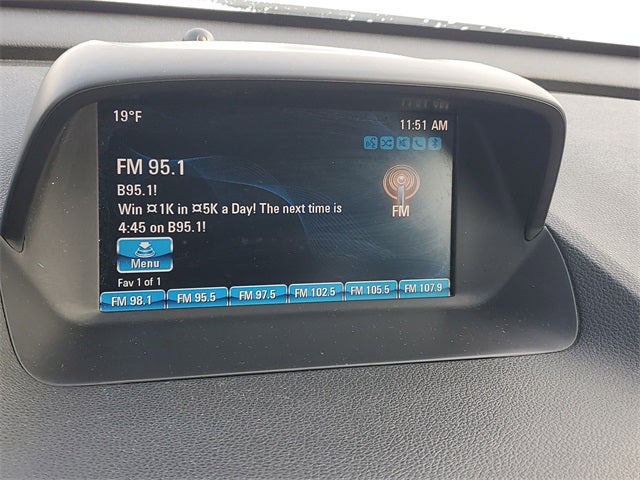 19°F
11:51 AM
FM 95.1
B95.1!
Win ¤1K in ¤5K a Day! The next time is
4:45 on B95.1!
FM
Menu
Fav 1 of 1
FM 98.1 FM 95.5 FM 97.5 FM 102.5 FM 105.5 FM 107.9